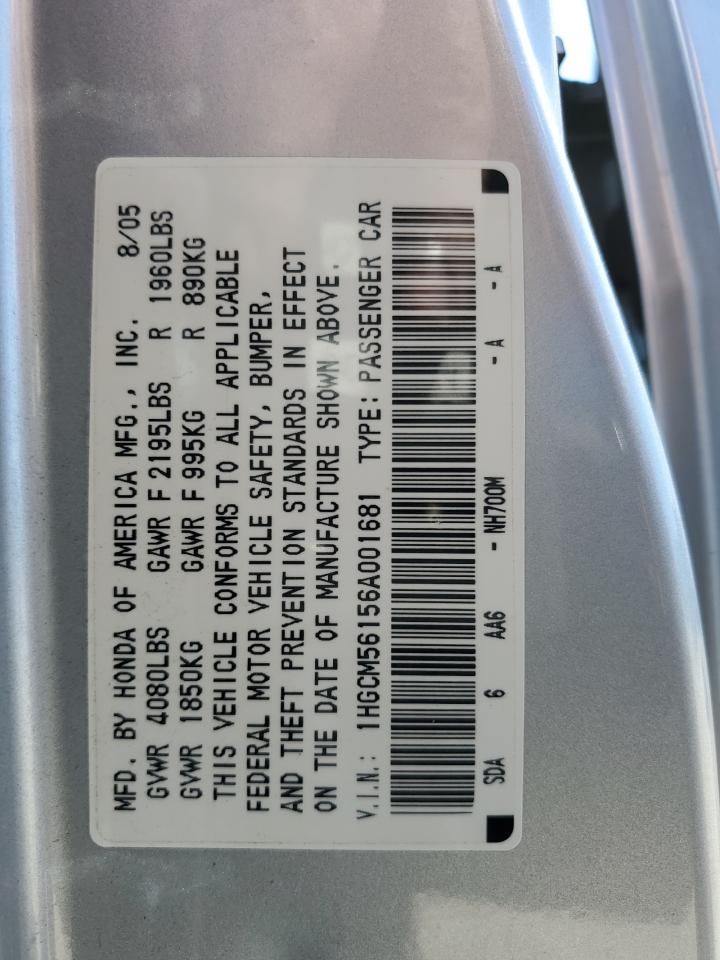 MFD. BY HONDA OF AMERICA MFG., INC. 8/05
GVWR 4080LBS GAWR F 2195LBS R 1960LBS
GVWR 1850KG GAWR F 995KG R 890KG
THIS VEHICLE CONFORMS TO ALL APPLICABLE
FEDERAL MOTOR VEHICLE SAFETY, BUMPER,
AND THEFT PREVENTION STANDARDS IN EFFECT
ON THE DATE OF MANUFACTURE SHOWN ABOVE.
V.I.N.: 1HGCM56156A001681 TYPE: PASSENGER CAR
SDA 6 AA6 - NH700M - A - A